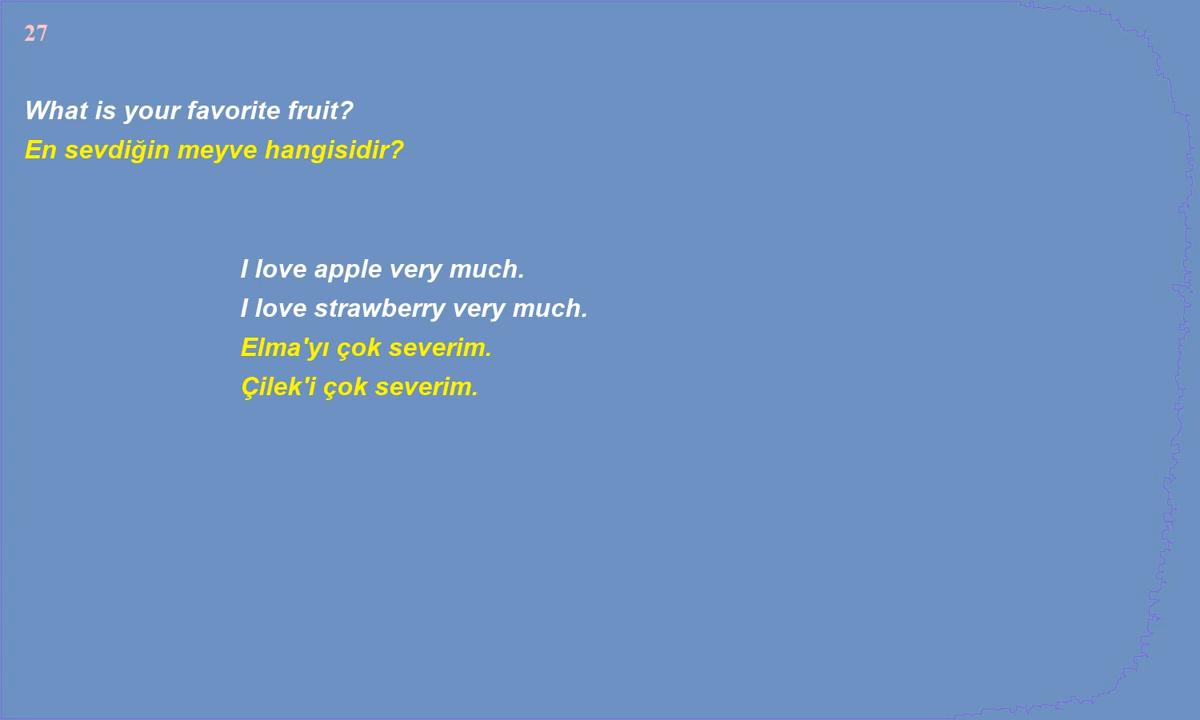 27
What is your favorite fruit?
En sevdiğin meyve hangisidir?
I love apple very much.
I love strawberry very much.
Elma'yı çok severim.
Çilek'i çok severim.